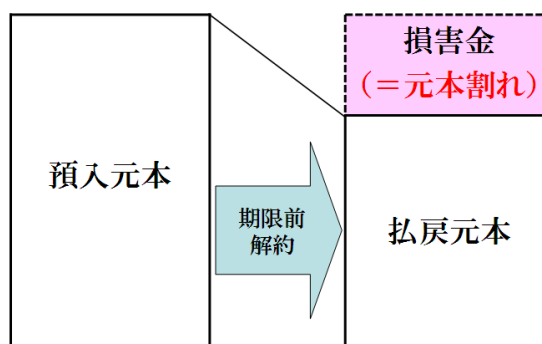 預入元本
期限前
解約
損害金
（＝元本割れ）
払戻元本